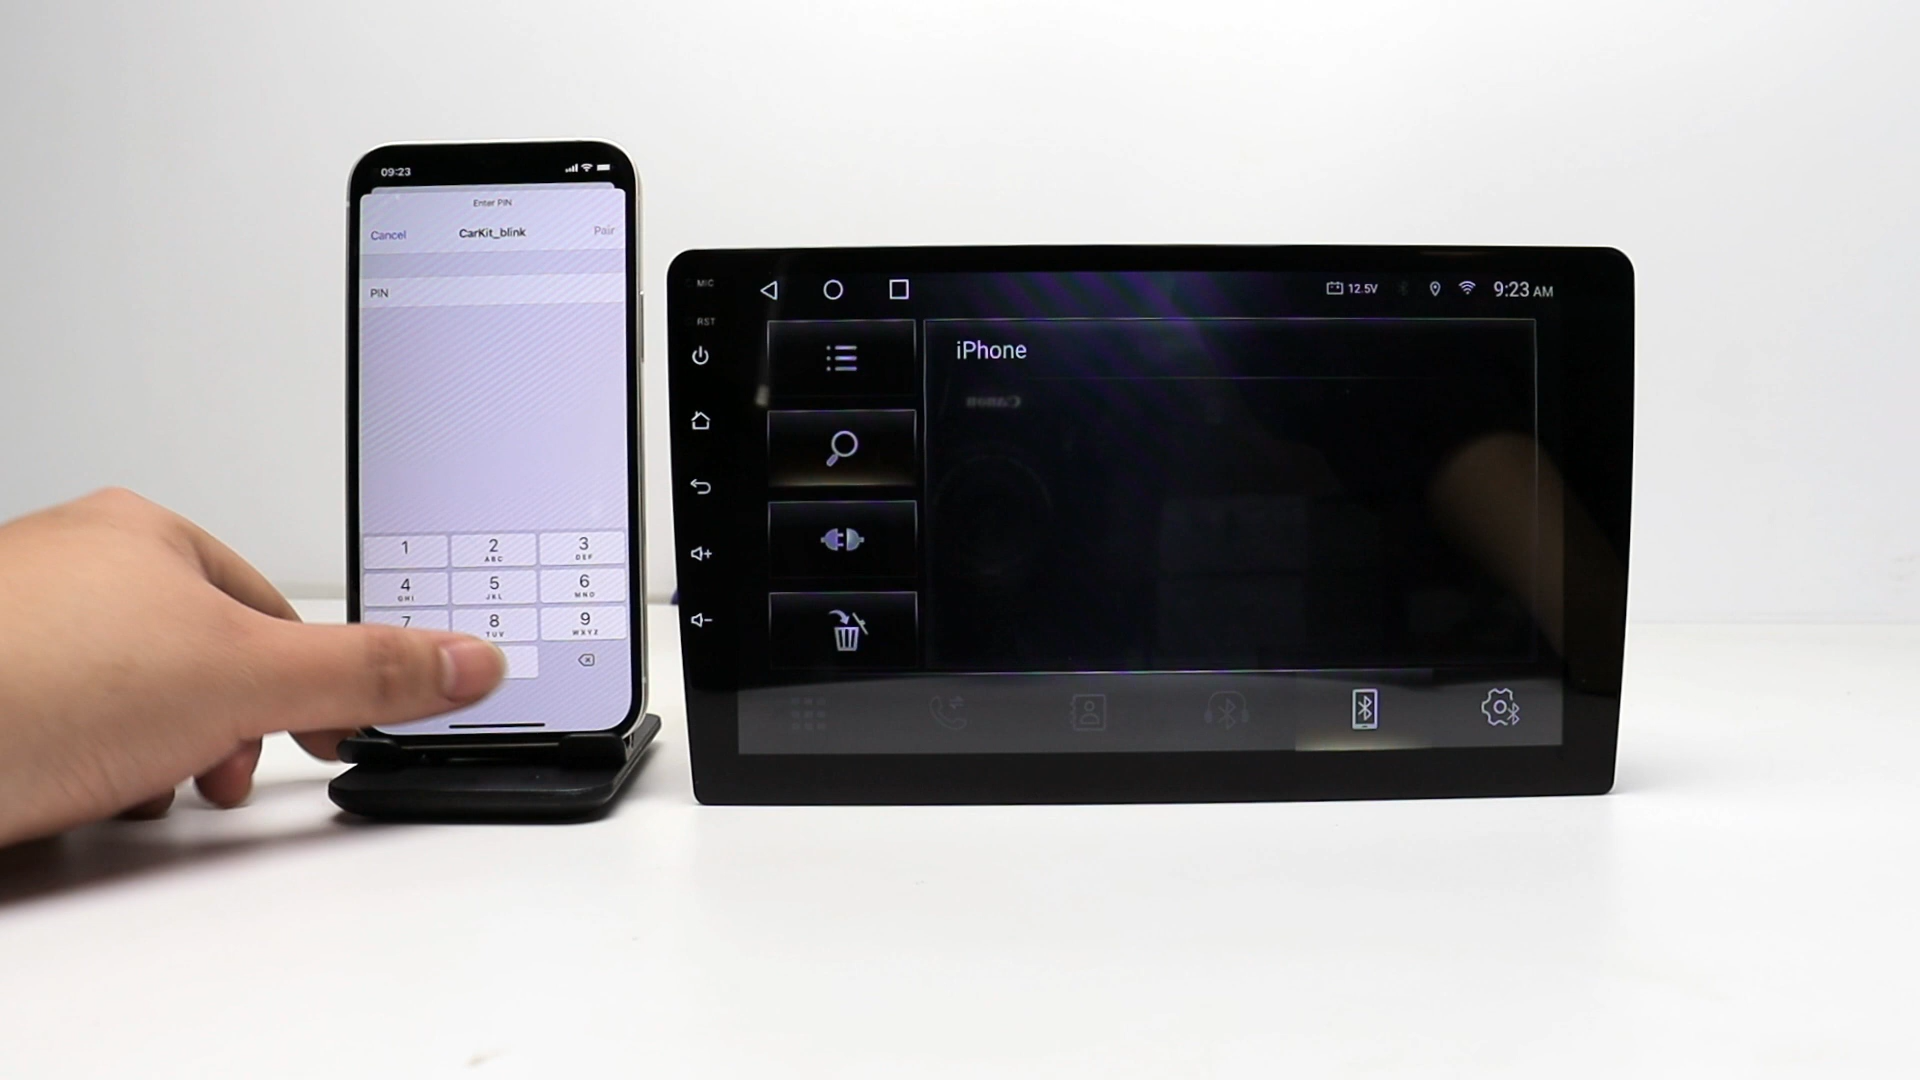 09:23
Enter PIN
Cancel CarKit_blink Pair
PIN
1 2 3
ABC DEF
4 5 6
GHI JKL MNO
7 8 9
TUV WXYZ
MIC
RST
12.5V 9:23 AM
iPhone
Canon